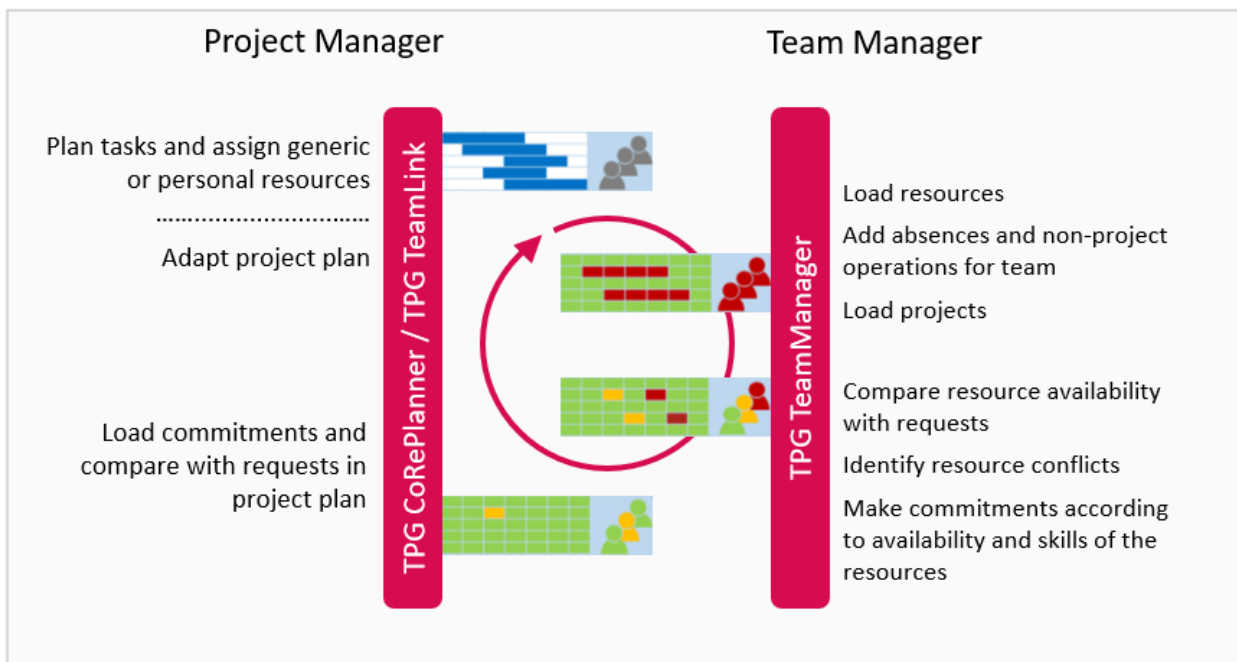 Project Manager
Team Manager
Plan tasks and assign generic
or personal resources
................................
Adapt project plan
Load commitments and
compare with requests in
project plan
TPG CoRePlanner / TPG TeamLink
TPG TeamManager
Load resources
Add absences and non-project
operations for team
Load projects
Compare resource availability
with requests
Identify resource conflicts
Make commitments according
to availability and skills of the
resources